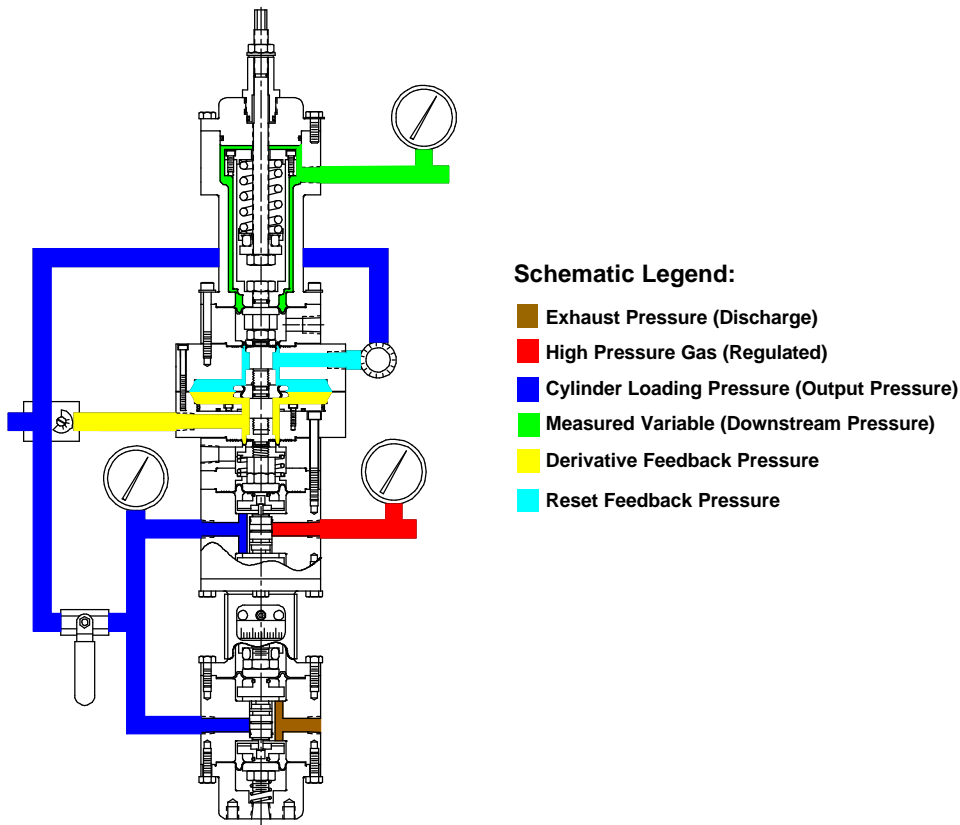 Schematic Legend:
Exhaust Pressure (Discharge)
High Pressure Gas (Regulated)
Cylinder Loading Pressure (Output Pressure)
Measured Variable (Downstream Pressure)
Derivative Feedback Pressure
Reset Feedback Pressure